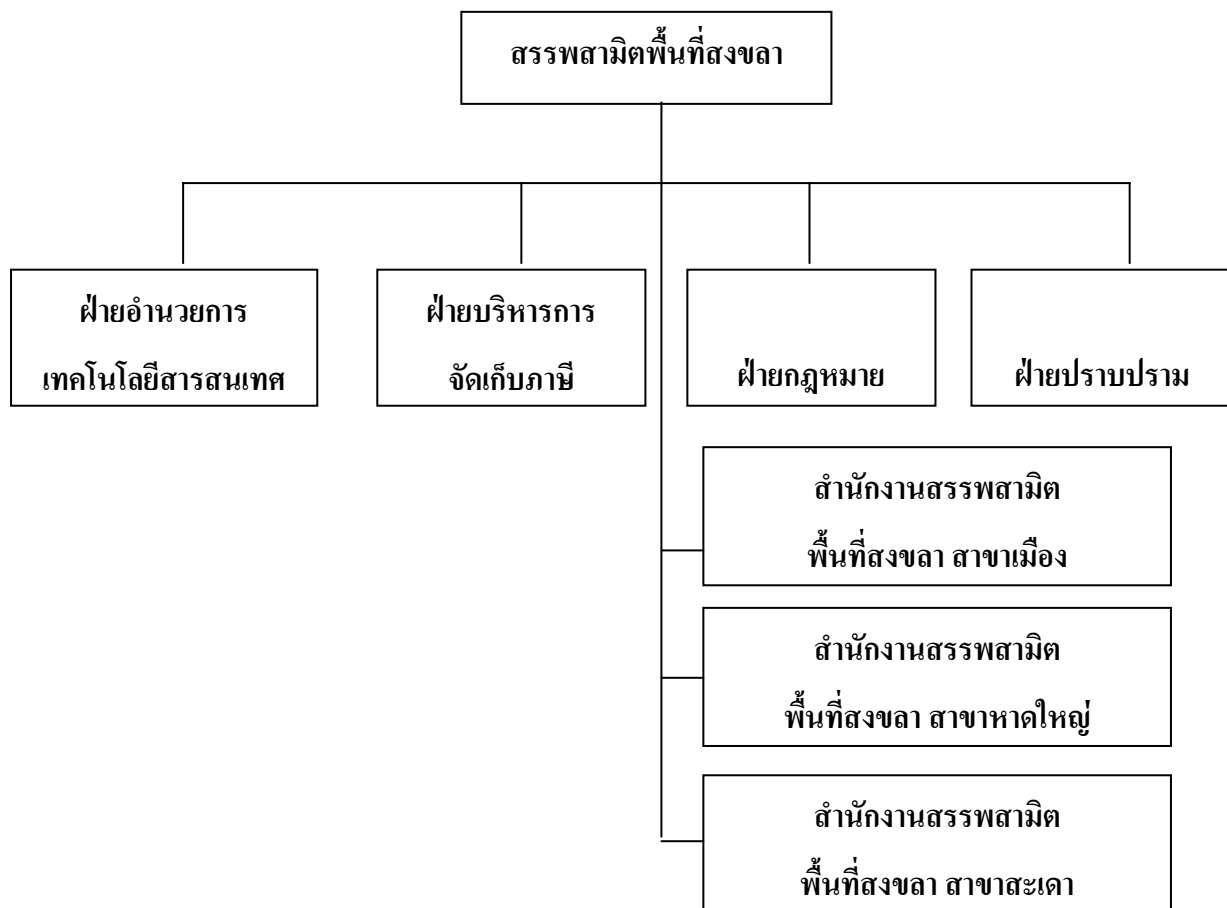 สรรพสามิตพื้นที่สงขลา
ฝ่ายอำนวยการ
เทคโนโลยีสารสนเทศ
ฝ่ายบริหารการ
จัดเก็บภาษี
ฝ่ายกฎหมาย
ฝ่ายปราบปราม
สำนักงานสรรพสามิต
พื้นที่สงขลา สาขาเมือง
สำนักงานสรรพสามิต
พื้นที่สงขลา สาขาหาดใหญ่
สำนักงานสรรพสามิต
พื้นที่สงขลา สาขาสะเดา